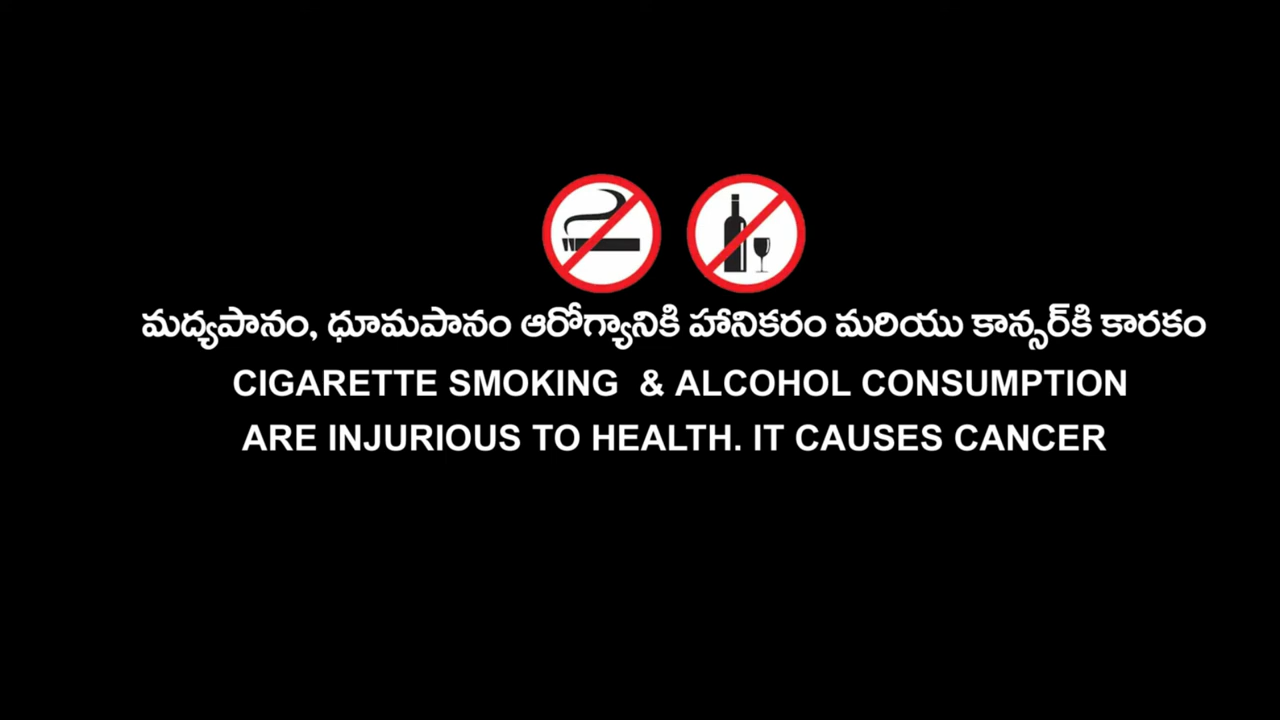 మద్యపానం, ధూమపానం ఆరోగ్యానికి హానికరం మరియు కాన్సర్‌కి కారకం
CIGARETTE SMOKING & ALCOHOL CONSUMPTION
ARE INJURIOUS TO HEALTH. IT CAUSES CANCER